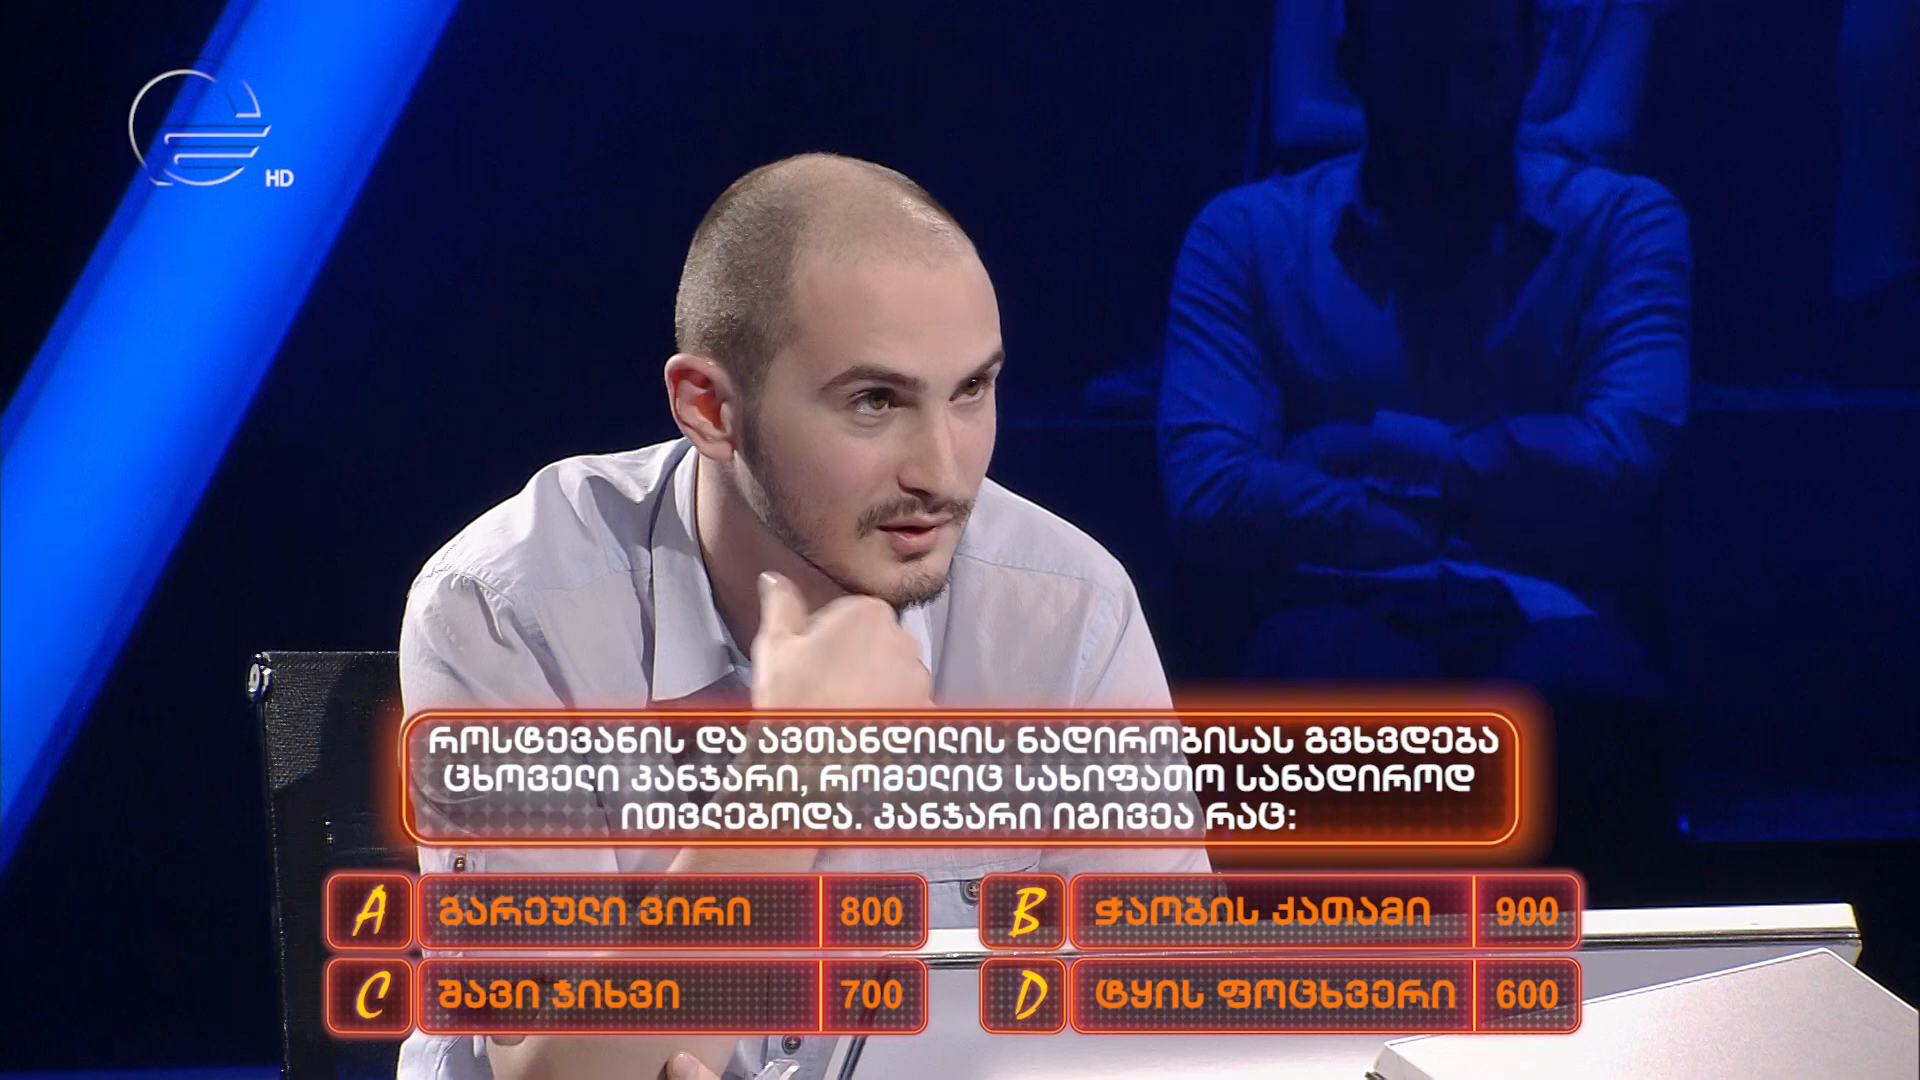 HD
როსტევანის და ავთანდილის ნადირობისას გვხვდება
ცხოველი კანჯარი, რომელიც სახიფათო სანადიროდ
ითვლებოდა. კანჯარი იგივეა რაც:
A გარეული ვირი 800
B ჭაობის ქათამი 900
C შავი ჯიხვი 700
D ტყის ფოცხვერი 600